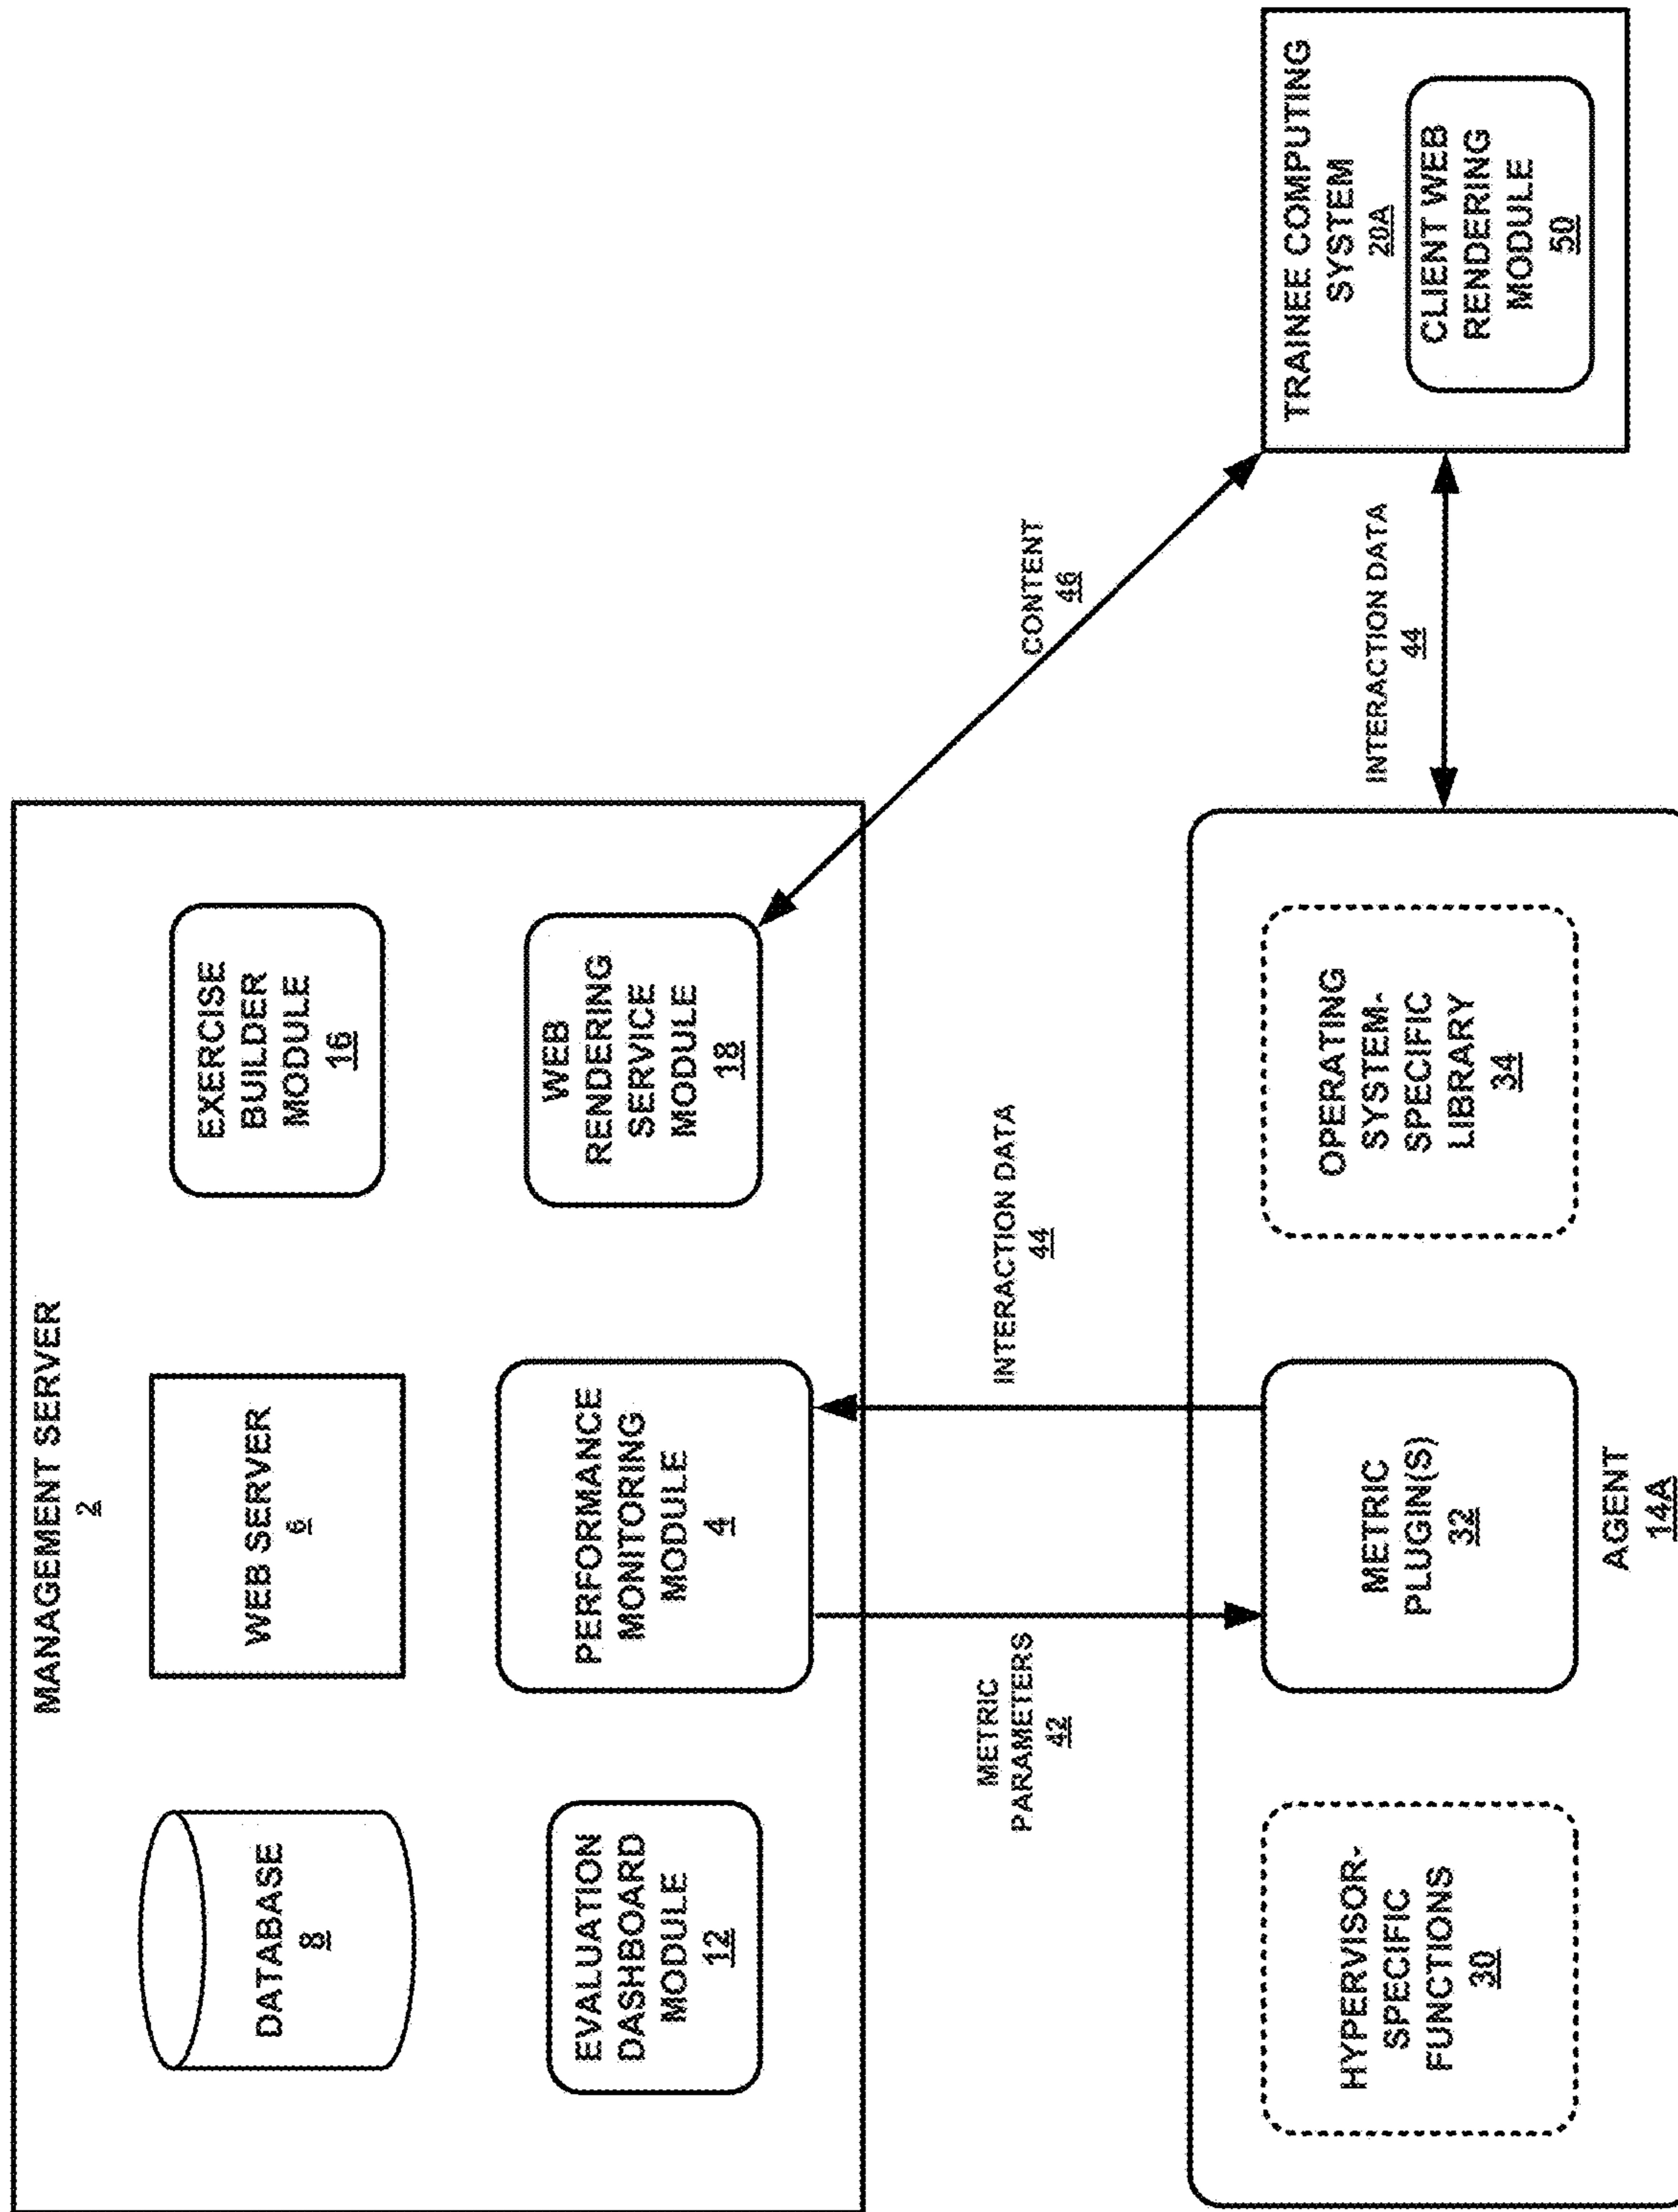 MANAGEMENT SERVER
2
DATABASE
8
WEB SERVER
6
EXERCISE
BUILDER
MODULE
16
EVALUATION
DASHBOARD
MODULE
12
PERFORMANCE
MONITORING
MODULE
4
WEB
RENDERING
SERVICE
MODULE
18
METRIC
PARAMETERS
42
INTERACTION DATA
44
CONTENT
46
HYPERVISOR-
SPECIFIC
FUNCTIONS
30
METRIC
PLUGIN(S)
32
OPERATING
SYSTEM-
SPECIFIC
LIBRARY
34
AGENT
14A
INTERACTION DATA
44
TRAINEE COMPUTING
SYSTEM
20A
CLIENT WEB
RENDERING
MODULE
50